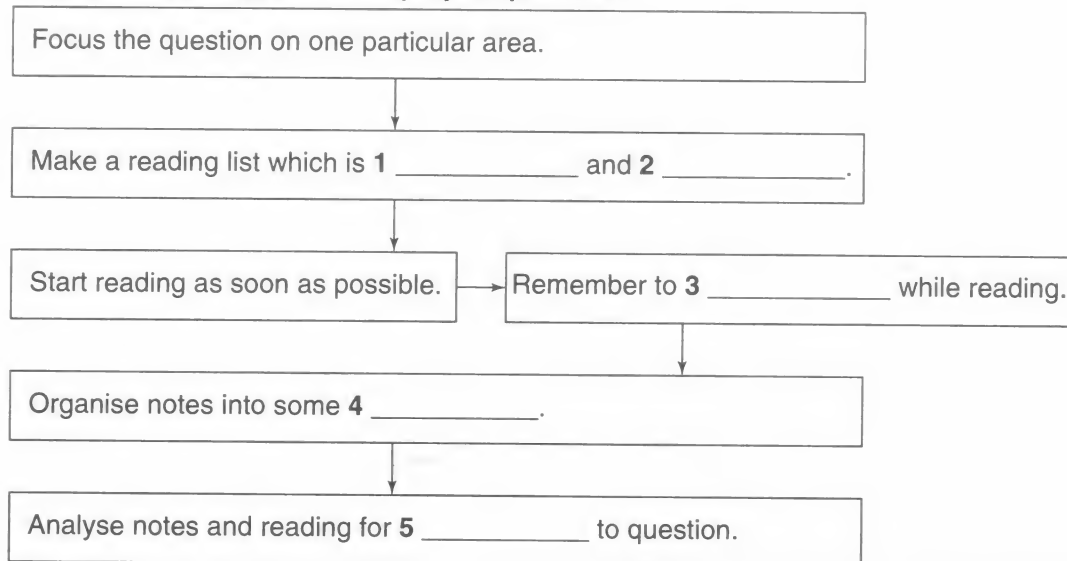 Focus the question on one particular area.
Make a reading list which is 1 ____________ and 2 ____________.
Start reading as soon as possible.
Remember to 3 ____________ while reading.
Organise notes into some 4 ___________.
Analyse notes and reading for 5 ___________ to question.